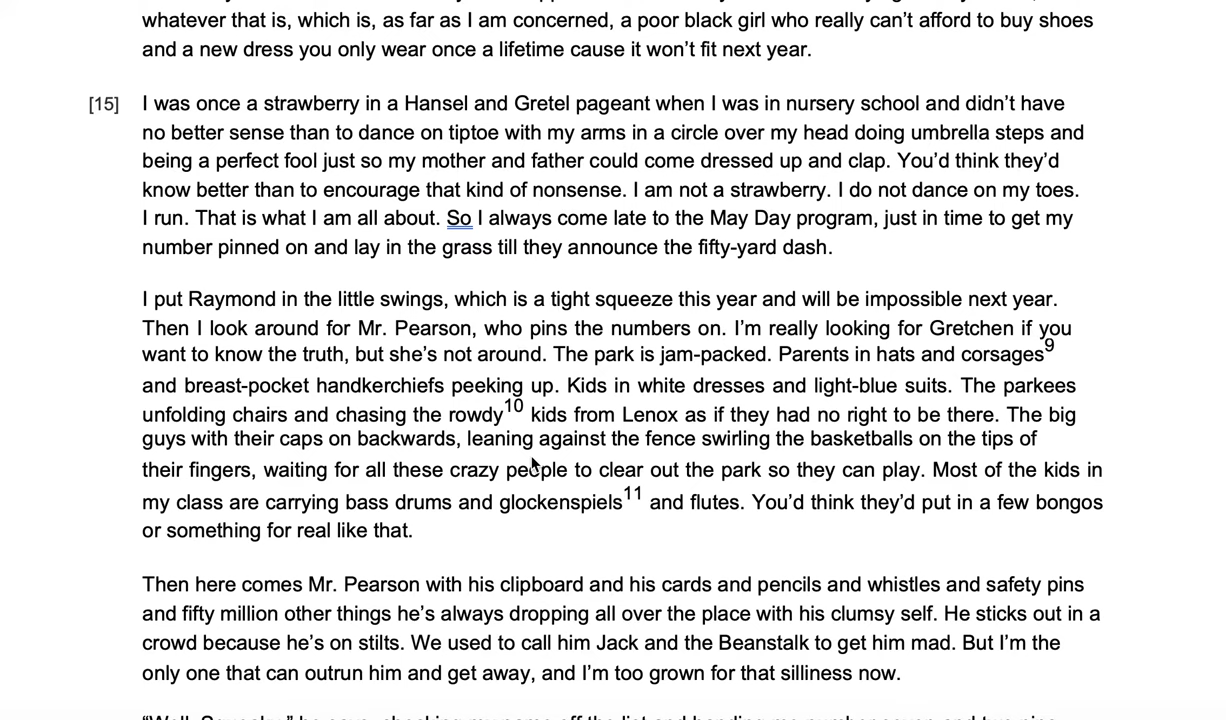 whatever that is, which is, as far as I am concerned, a poor black girl who really can’t afford to buy shoes
and a new dress you only wear once a lifetime cause it won’t fit next year.
[15] I was once a strawberry in a Hansel and Gretel pageant when I was in nursery school and didn’t have
no better sense than to dance on tiptoe with my arms in a circle over my head doing umbrella steps and
being a perfect fool just so my mother and father could come dressed up and clap. You’d think they’d
know better than to encourage that kind of nonsense. I am not a strawberry. I do not dance on my toes.
I run. That is what I am all about. So I always come late to the May Day program, just in time to get my
number pinned on and lay in the grass till they announce the fifty-yard dash.
I put Raymond in the little swings, which is a tight squeeze this year and will be impossible next year.
Then I look around for Mr. Pearson, who pins the numbers on. I’m really looking for Gretchen if you
want to know the truth, but she’s not around. The park is jam-packed. Parents in hats and corsages9
and breast-pocket handkerchiefs peeking up. Kids in white dresses and light-blue suits. The parkees
unfolding chairs and chasing the rowdy10 kids from Lenox as if they had no right to be there. The big
guys with their caps on backwards, leaning against the fence swirling the basketballs on the tips of
their fingers, waiting for all these crazy people to clear out the park so they can play. Most of the kids in
my class are carrying bass drums and glockenspiels11 and flutes. You’d think they’d put in a few bongos
or something for real like that.
Then here comes Mr. Pearson with his clipboard and his cards and pencils and whistles and safety pins
and fifty million other things he’s always dropping all over the place with his clumsy self. He sticks out in a
crowd because he’s on stilts. We used to call him Jack and the Beanstalk to get him mad. But I’m the
only one that can outrun him and get away, and I’m too grown for that silliness now.